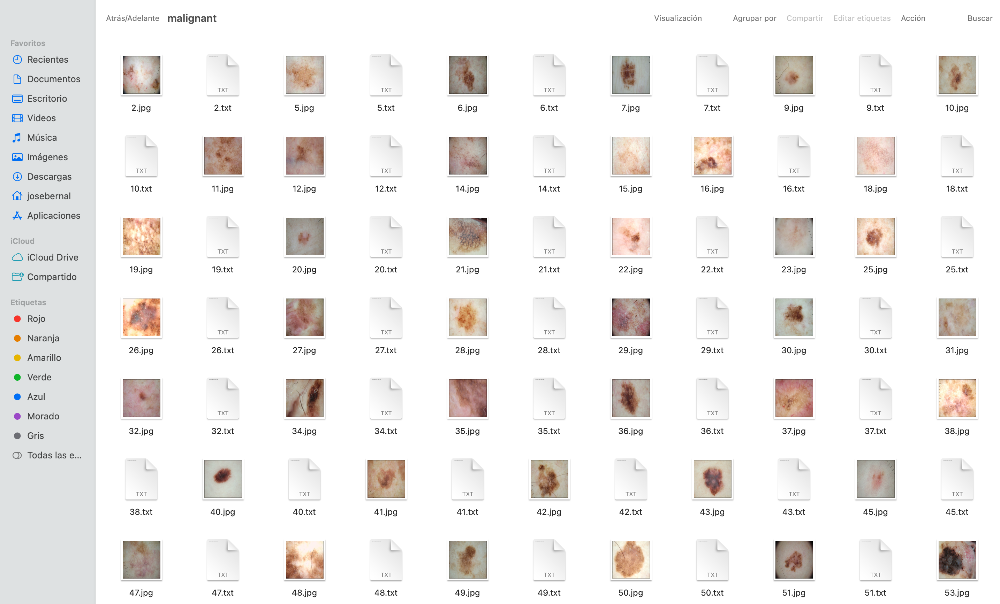 Atrás/Adelante malignant Visualización Agrupar por Compartir Editar etiquetas Acción Buscar
Favoritos
Recientes
Documentos
Escritorio
Videos
Música
Imágenes
Descargas
josebernal
Aplicaciones
iCloud
iCloud Drive
Compartido
Etiquetas
Rojo
Naranja
Amarillo
Verde
Azul
Morado
Gris
Todas las e...
TXT TXT TXT TXT TXT
2.jpg 2.txt 5.jpg 5.txt 6.jpg 6.txt 7.jpg 7.txt 9.jpg 9.txt 10.jpg
TXT TXT TXT TXT TXT
10.txt 11.jpg 12.jpg 12.txt 14.jpg 14.txt 15.jpg 16.jpg 16.txt 18.jpg 18.txt
TXT TXT TXT TXT TXT
19.jpg 19.txt 20.jpg 20.txt 21.jpg 21.txt 22.jpg 22.txt 23.jpg 25.jpg 25.txt
TXT TXT TXT TXT TXT
26.jpg 26.txt 27.jpg 27.txt 28.jpg 28.txt 29.jpg 29.txt 30.jpg 30.txt 31.jpg
TXT TXT TXT TXT TXT
32.jpg 32.txt 34.jpg 34.txt 35.jpg 35.txt 36.jpg 36.txt 37.jpg 37.txt 38.jpg
TXT TXT TXT TXT TXT TXT
38.txt 40.jpg 40.txt 41.jpg 41.txt 42.jpg 42.txt 43.jpg 43.txt 45.jpg 45.txt
TXT TXT TXT TXT TXT
47.jpg 47.txt 48.jpg 48.txt 49.jpg 49.txt 50.jpg 50.txt 51.jpg 51.txt 53.jpg